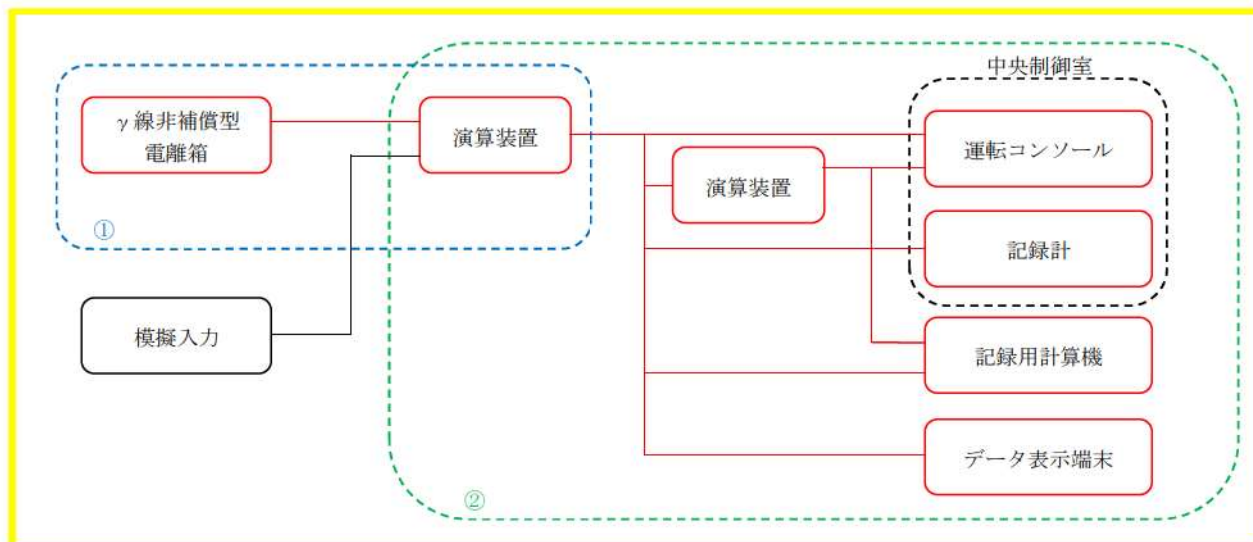 中央制御室
γ線非補償型
電離箱
演算装置
運転コンソール
演算装置
①
記録計
模擬入力
記録用計算機
データ表示端末
②